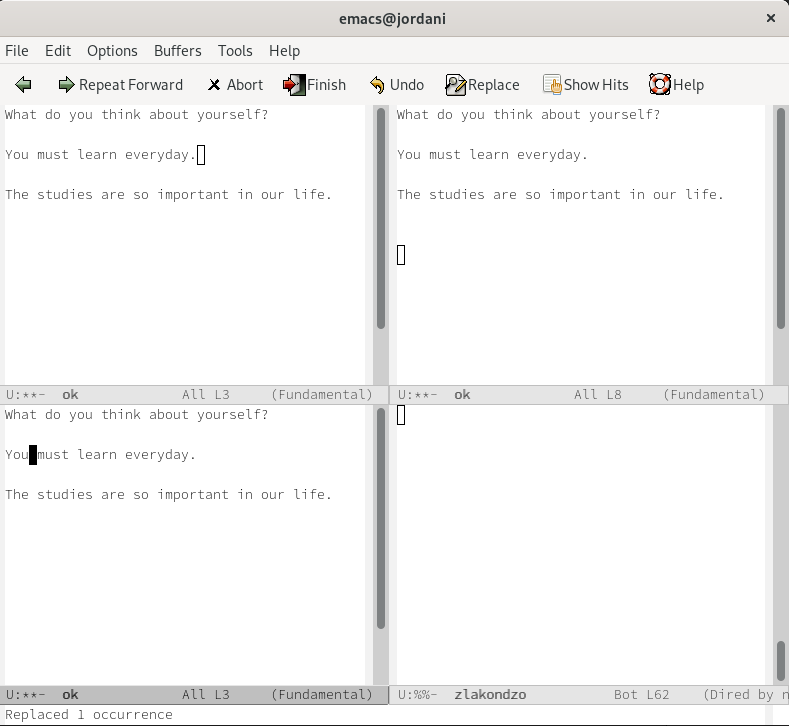 emacs@jordani ×
File Edit Options Buffers Tools Help
Repeat Forward Abort Finish Undo Replace Show Hits Help
What do you think about yourself?
You must learn everyday.
The studies are so important in our life.
U:**- ok All L3 (Fundamental)
What do you think about yourself?
You must learn everyday.
The studies are so important in our life.
U:**- ok All L8 (Fundamental)
What do you think about yourself?
You must learn everyday.
The studies are so important in our life.
U:**- ok All L3 (Fundamental)
U:%%- zlakondzo Bot L62 (Dired by n
Replaced 1 occurrence